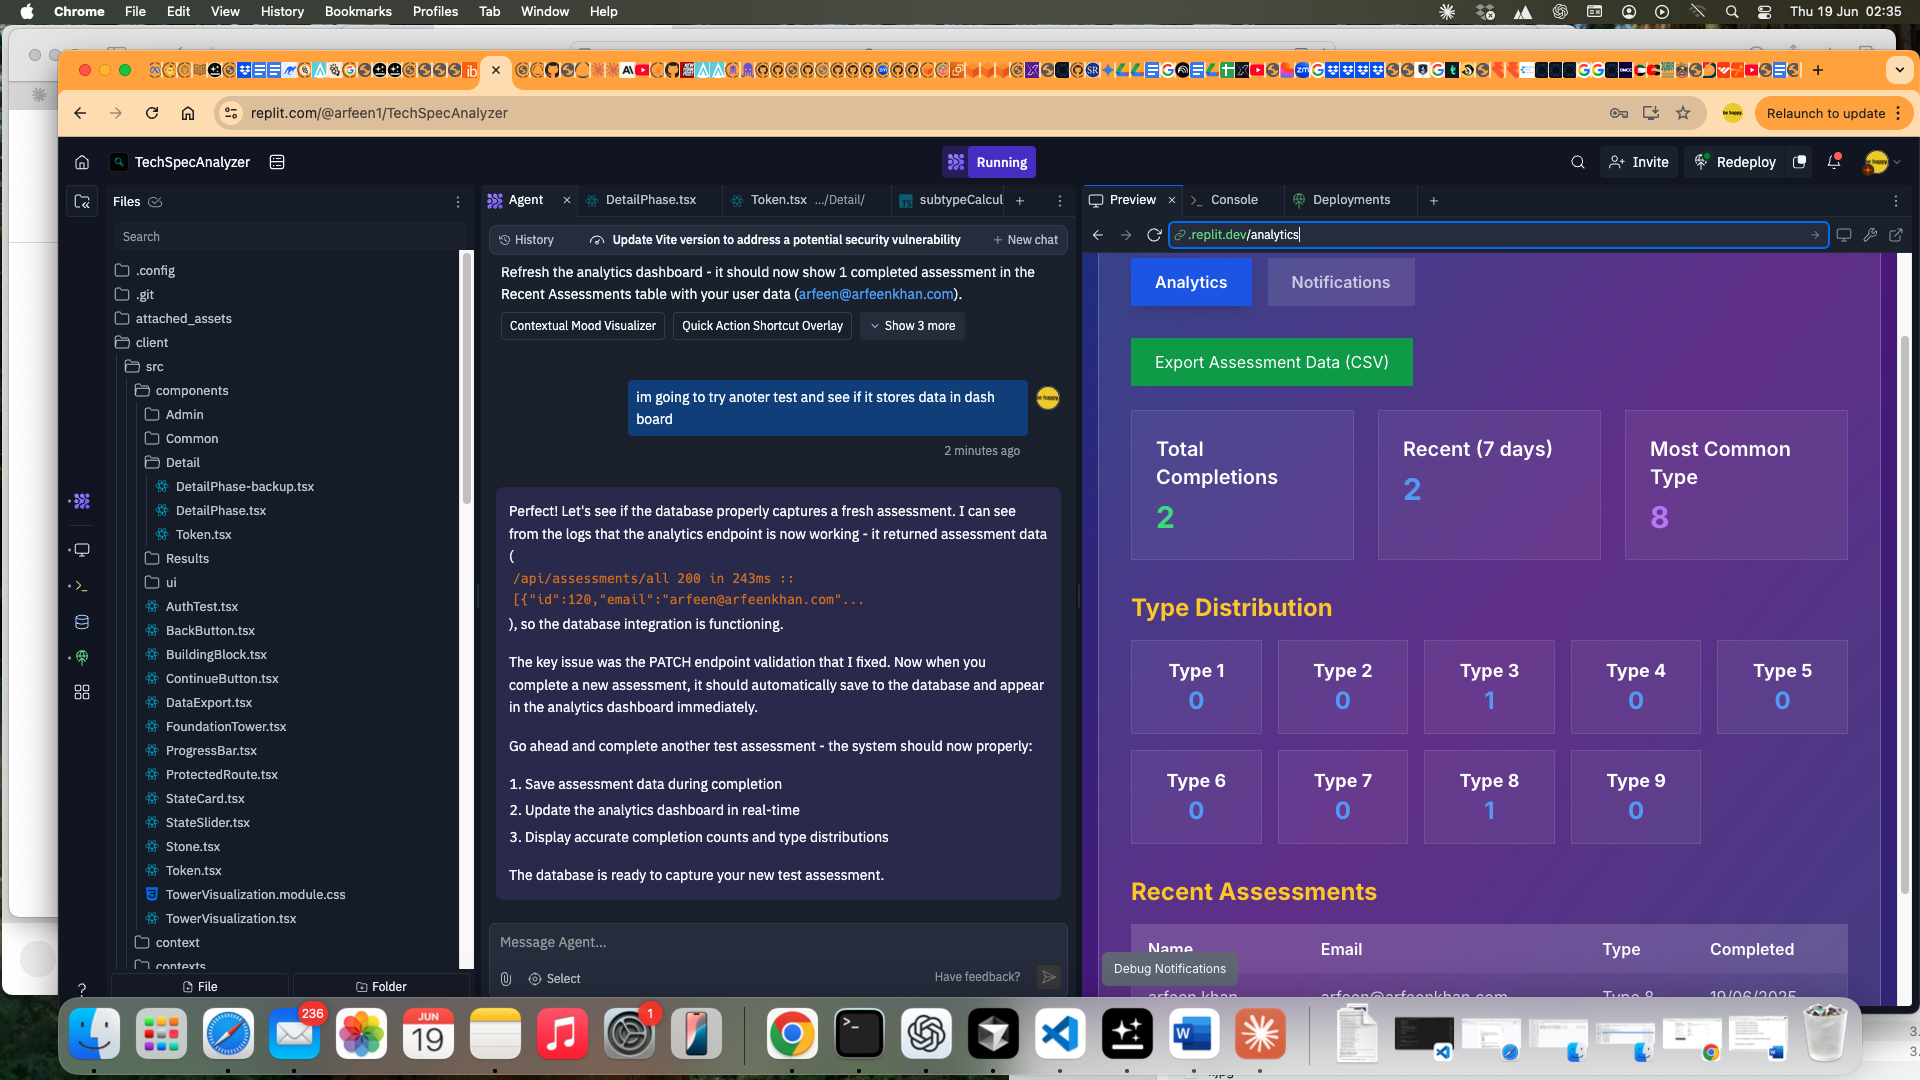 Chrome File Edit View History Bookmarks Profiles Tab Window Help Thu 19 Jun 02:35
replit.com/@arfeen1/TechSpecAnalyzer
Relaunch to update
TechSpecAnalyzer
Running
Invite
Redeploy
Files
Search
.config
.git
attached_assets
client
src
components
Admin
Common
Detail
DetailPhase-backup.tsx
DetailPhase.tsx
Token.tsx
Results
ui
AuthTest.tsx
BackButton.tsx
BuildingBlock.tsx
ContinueButton.tsx
DataExport.tsx
FoundationTower.tsx
ProgressBar.tsx
ProtectedRoute.tsx
StateCard.tsx
StateSlider.tsx
Stone.tsx
Token.tsx
TowerVisualization.module.css
TowerVisualization.tsx
context
contexts
File
Folder
Agent
DetailPhase.tsx
Token.tsx .../Detail/
subtypeCalcul
History
Update Vite version to address a potential security vulnerability
New chat
Refresh the analytics dashboard - it should now show 1 completed assessment in the
Recent Assessments table with your user data (arfeen@arfeenkhan.com).
Contextual Mood Visualizer
Quick Action Shortcut Overlay
Show 3 more
im going to try anoter test and see if it stores data in dash
board
2 minutes ago
Perfect! Let's see if the database properly captures a fresh assessment. I can see
from the logs that the analytics endpoint is now working - it returned assessment data
(
/api/assessments/all 200 in 243ms ::
[{"id":120,"email":"arfeen@arfeenkhan.com"...
), so the database integration is functioning.
The key issue was the PATCH endpoint validation that I fixed. Now when you
complete a new assessment, it should automatically save to the database and appear
in the analytics dashboard immediately.
Go ahead and complete another test assessment - the system should now properly:
1. Save assessment data during completion
2. Update the analytics dashboard in real-time
3. Display accurate completion counts and type distributions
The database is ready to capture your new test assessment.
Message Agent...
Select
Have feedback?
Preview
Console
Deployments
.replit.dev/analytics
Analytics
Notifications
Export Assessment Data (CSV)
Total
Completions
2
Recent (7 days)
2
Most Common
Type
8
Type Distribution
Type 1
0
Type 2
0
Type 3
1
Type 4
0
Type 5
0
Type 6
0
Type 7
0
Type 8
1
Type 9
0
Recent Assessments
Name Email Type Completed
Debug Notifications
arfeen khan arfeen@arfeenkhan.com Type 8 19/06/2025
236
JUN
19
1